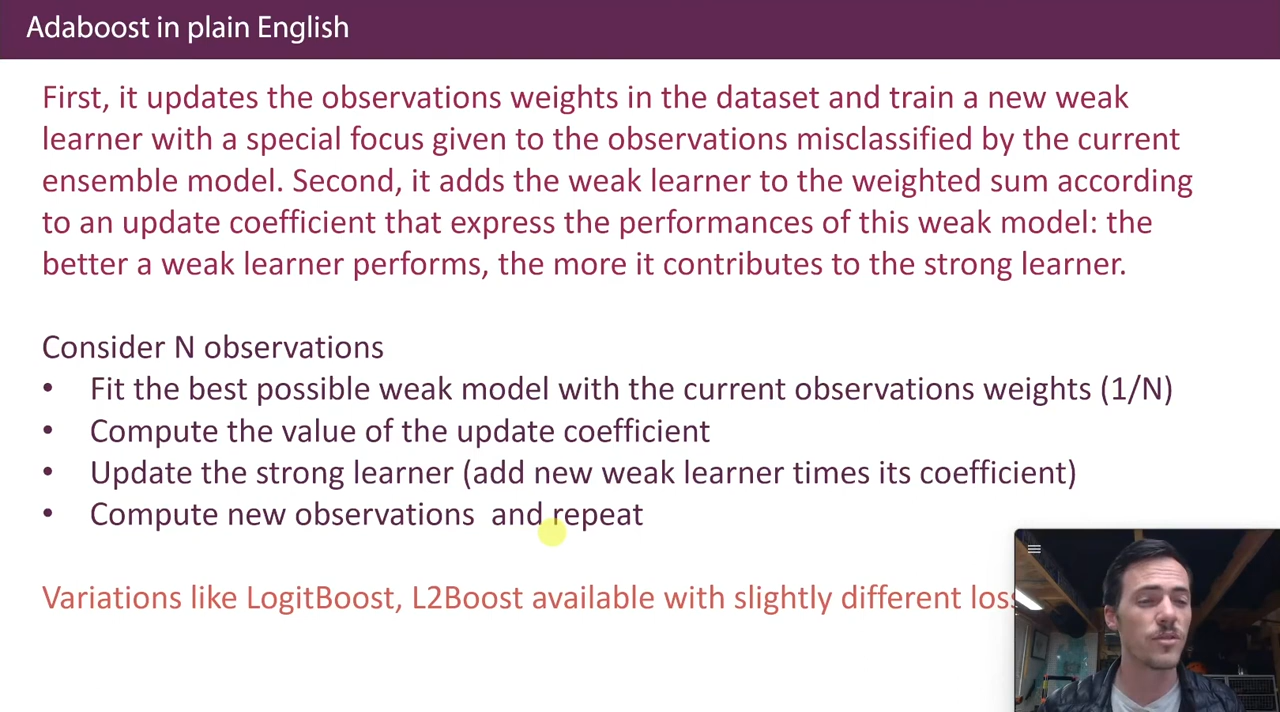 Adaboost in plain English
First, it updates the observations weights in the dataset and train a new weak
learner with a special focus given to the observations misclassified by the current
ensemble model. Second, it adds the weak learner to the weighted sum according
to an update coefficient that express the performances of this weak model: the
better a weak learner performs, the more it contributes to the strong learner.
Consider N observations
• Fit the best possible weak model with the current observations weights (1/N)
• Compute the value of the update coefficient
• Update the strong learner (add new weak learner times its coefficient)
• Compute new observations and repeat
Variations like LogitBoost, L2Boost available with slightly different